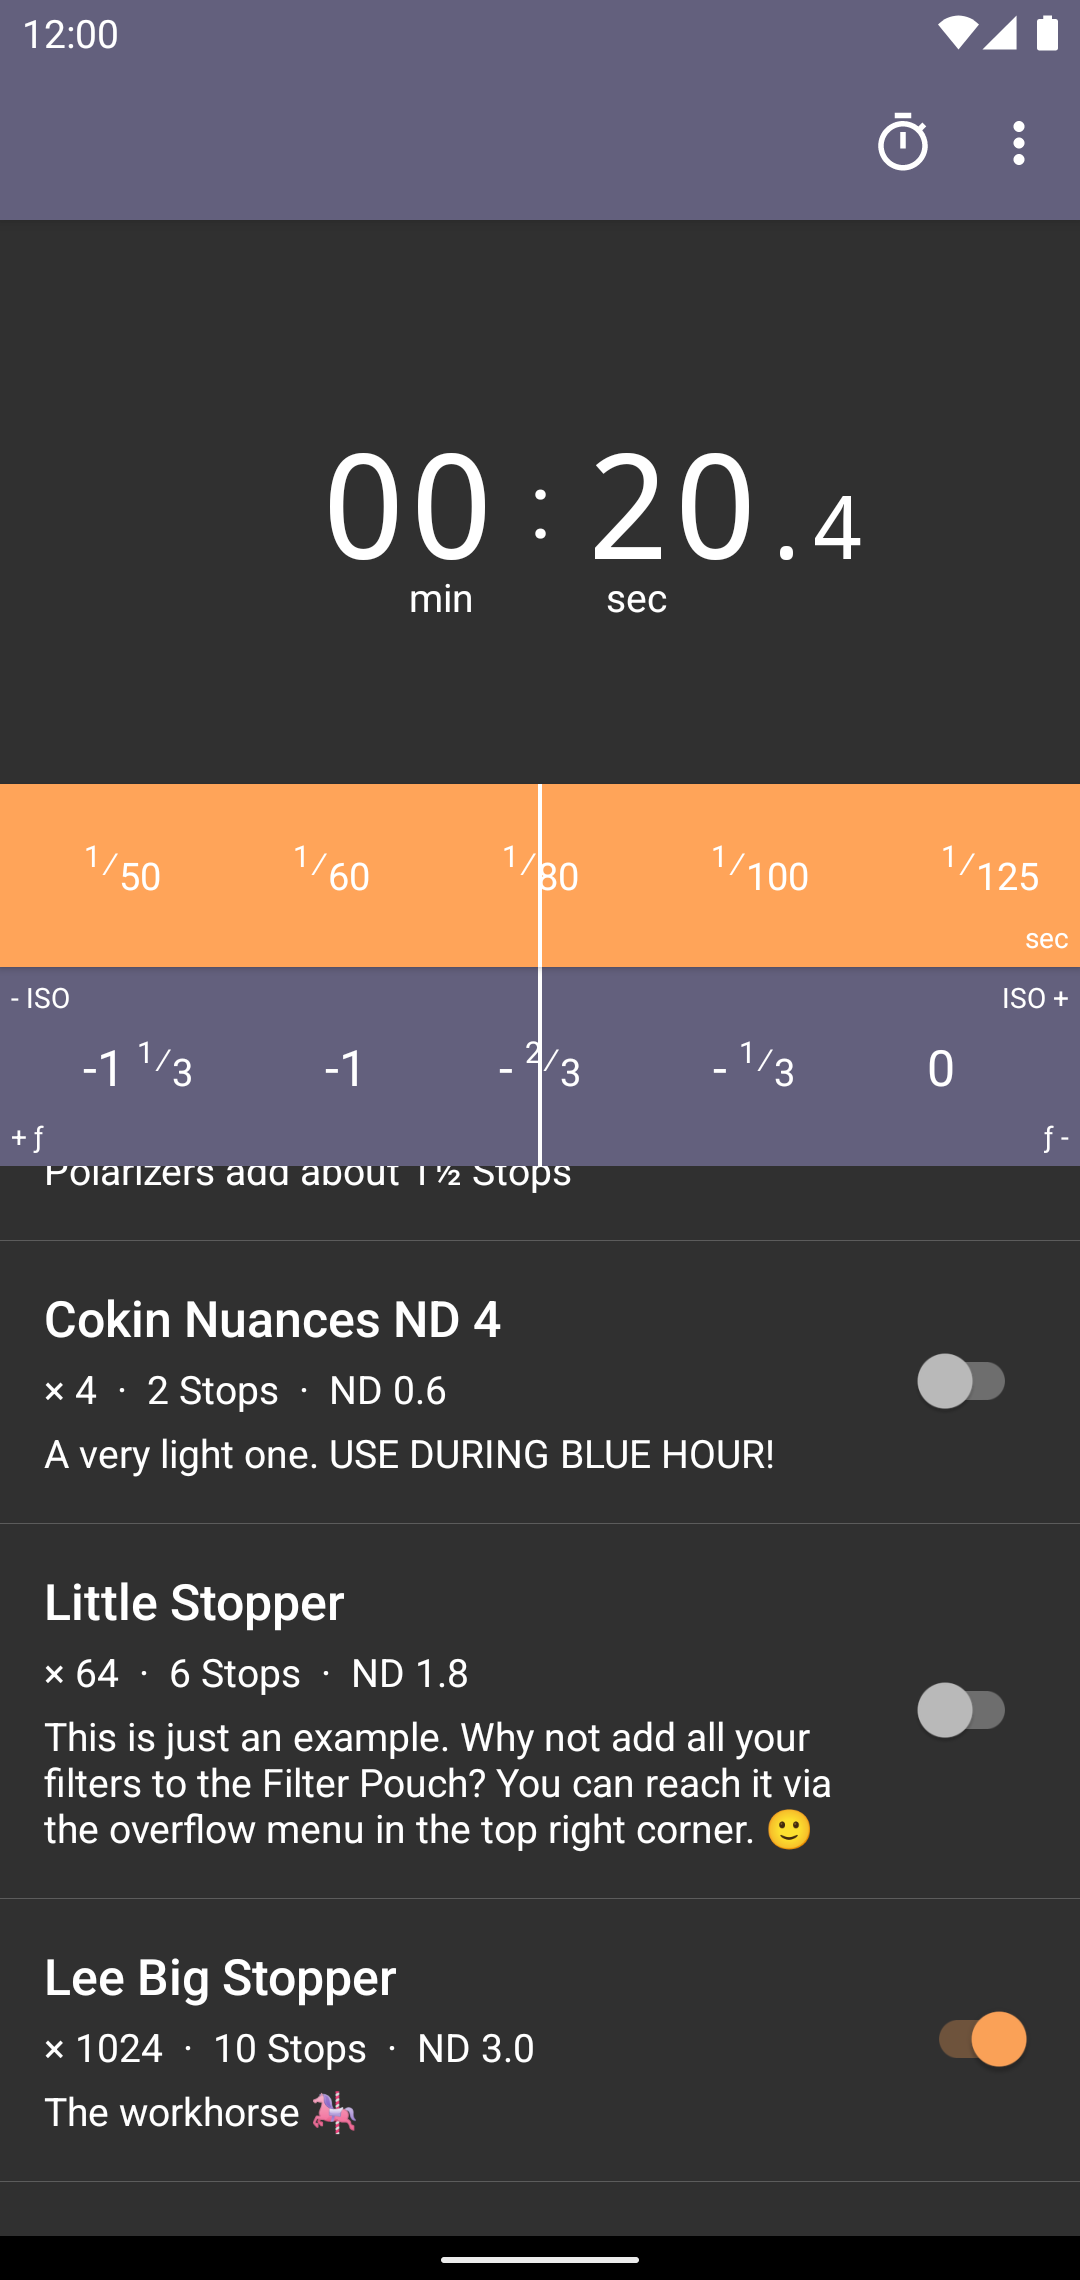 12:00
00 : 20.4
min sec
1/50 1/60 1/80 1/100 1/125
sec
- ISO ISO +
-1 1/3 -1 - 2/3 - 1/3 0
+ ƒ ƒ -
Polarizers add about 1½ Stops
Cokin Nuances ND 4
× 4 · 2 Stops · ND 0.6
A very light one. USE DURING BLUE HOUR!
Little Stopper
× 64 · 6 Stops · ND 1.8
This is just an example. Why not add all your
filters to the Filter Pouch? You can reach it via
the overflow menu in the top right corner. 🙂
Lee Big Stopper
× 1024 · 10 Stops · ND 3.0
The workhorse 🎠